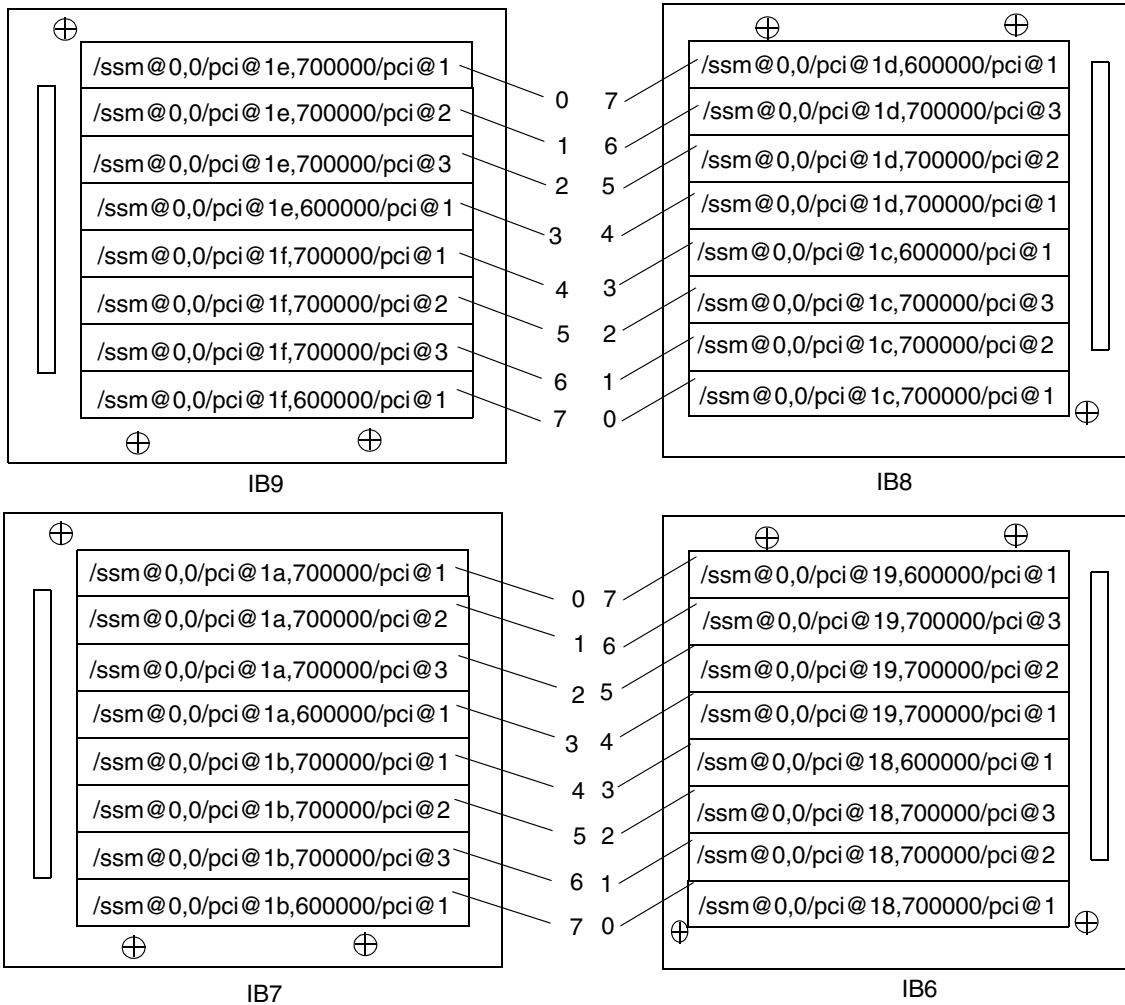 /ssm@0,0/pci@1e,700000/pci@1
/ssm@0,0/pci@1e,700000/pci@2
/ssm@0,0/pci@1e,700000/pci@3
/ssm@0,0/pci@1e,600000/pci@1
/ssm@0,0/pci@1f,700000/pci@1
/ssm@0,0/pci@1f,700000/pci@2
/ssm@0,0/pci@1f,700000/pci@3
/ssm@0,0/pci@1f,600000/pci@1
0
1
2
3
4
5
6
7
IB9
7
6
5
4
3
2
1
0
/ssm@0,0/pci@1d,600000/pci@1
/ssm@0,0/pci@1d,700000/pci@3
/ssm@0,0/pci@1d,700000/pci@2
/ssm@0,0/pci@1d,700000/pci@1
/ssm@0,0/pci@1c,600000/pci@1
/ssm@0,0/pci@1c,700000/pci@3
/ssm@0,0/pci@1c,700000/pci@2
/ssm@0,0/pci@1c,700000/pci@1
IB8
/ssm@0,0/pci@1a,700000/pci@1
/ssm@0,0/pci@1a,700000/pci@2
/ssm@0,0/pci@1a,700000/pci@3
/ssm@0,0/pci@1a,600000/pci@1
/ssm@0,0/pci@1b,700000/pci@1
/ssm@0,0/pci@1b,700000/pci@2
/ssm@0,0/pci@1b,700000/pci@3
/ssm@0,0/pci@1b,600000/pci@1
0
1
2
3
4
5
6
7
IB7
7
6
5
4
3
2
1
0
/ssm@0,0/pci@19,600000/pci@1
/ssm@0,0/pci@19,700000/pci@3
/ssm@0,0/pci@19,700000/pci@2
/ssm@0,0/pci@19,700000/pci@1
/ssm@0,0/pci@18,600000/pci@1
/ssm@0,0/pci@18,700000/pci@3
/ssm@0,0/pci@18,700000/pci@2
/ssm@0,0/pci@18,700000/pci@1
IB6